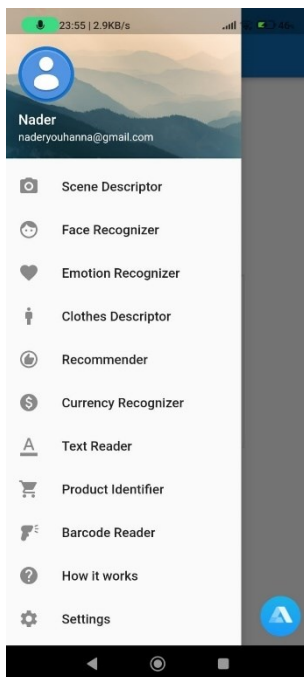 23:55 | 2.9KB/s
Nader
naderyouhanna@gmail.com
Scene Descriptor
Face Recognizer
Emotion Recognizer
Clothes Descriptor
Recommender
Currency Recognizer
Text Reader
Product Identifier
Barcode Reader
How it works
Settings